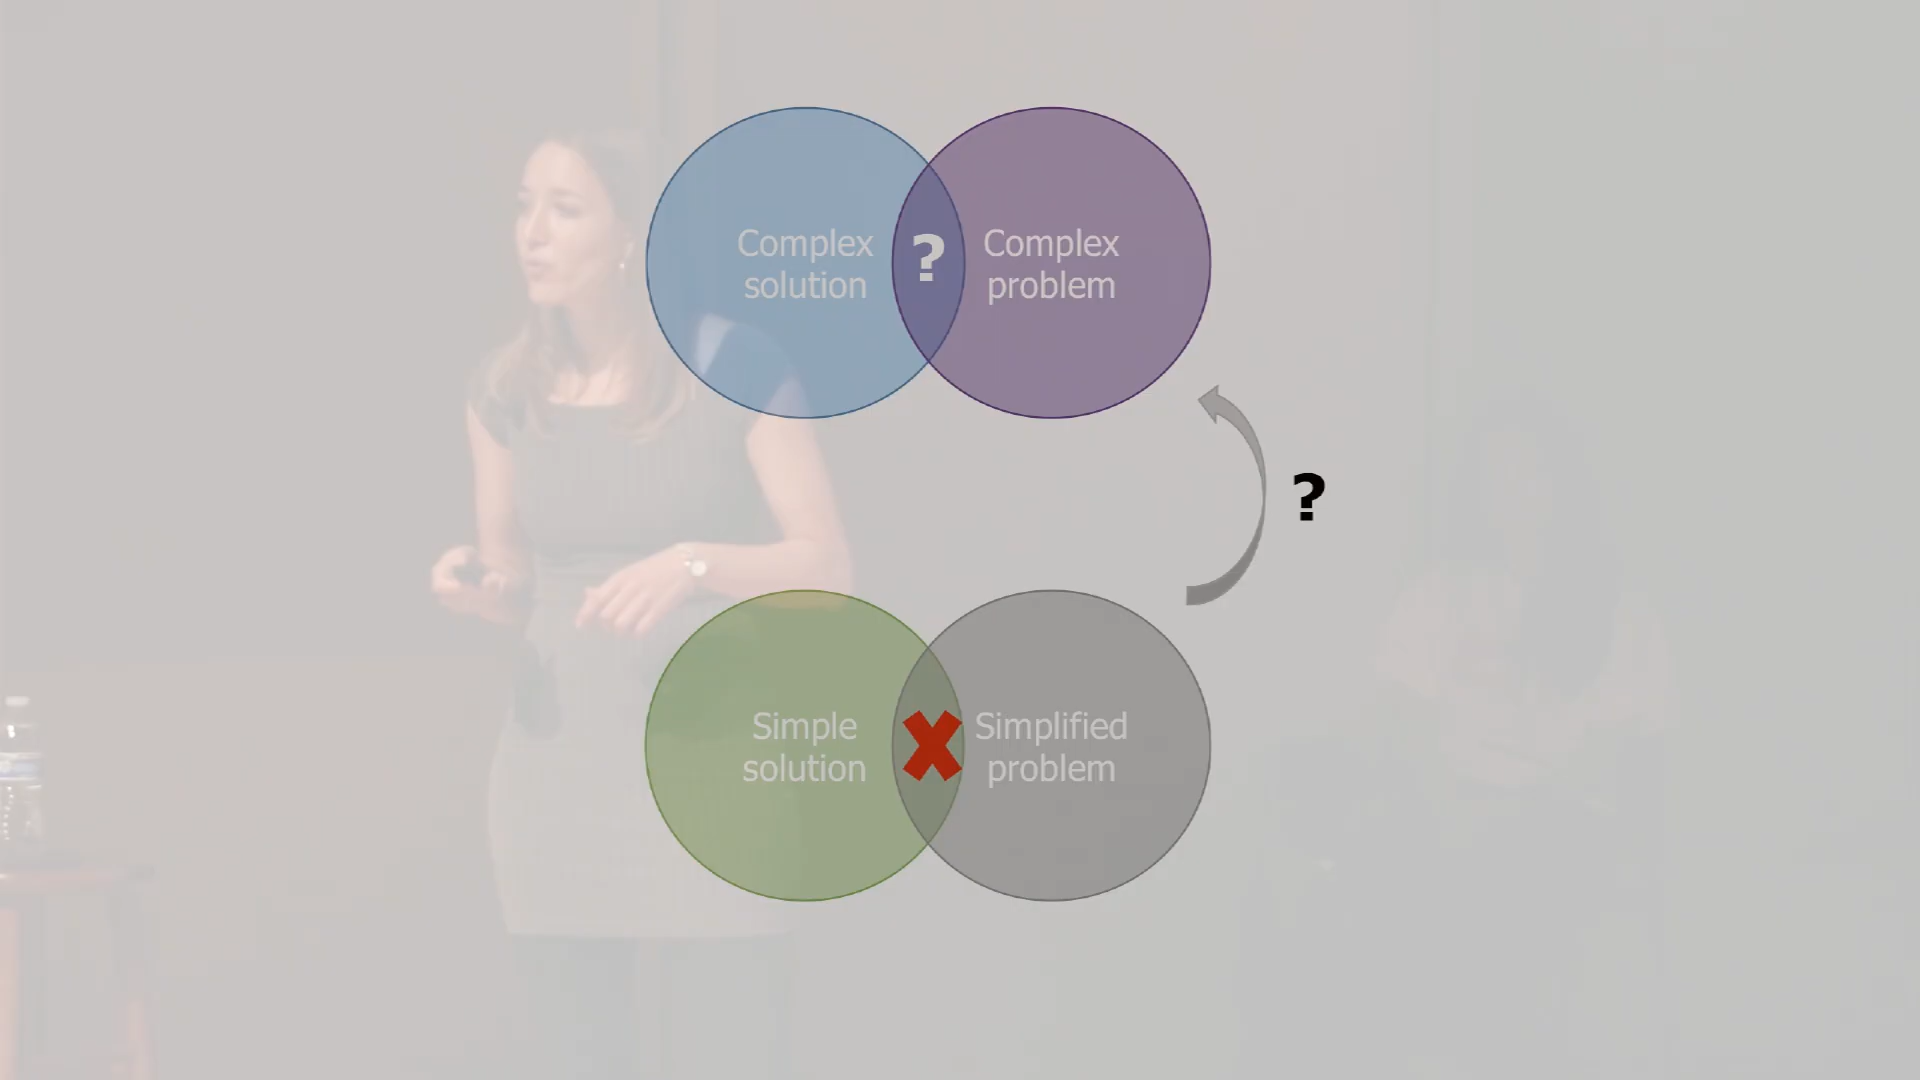 Complex
solution
?
Complex
problem
?
Simple
solution
Simplified
problem